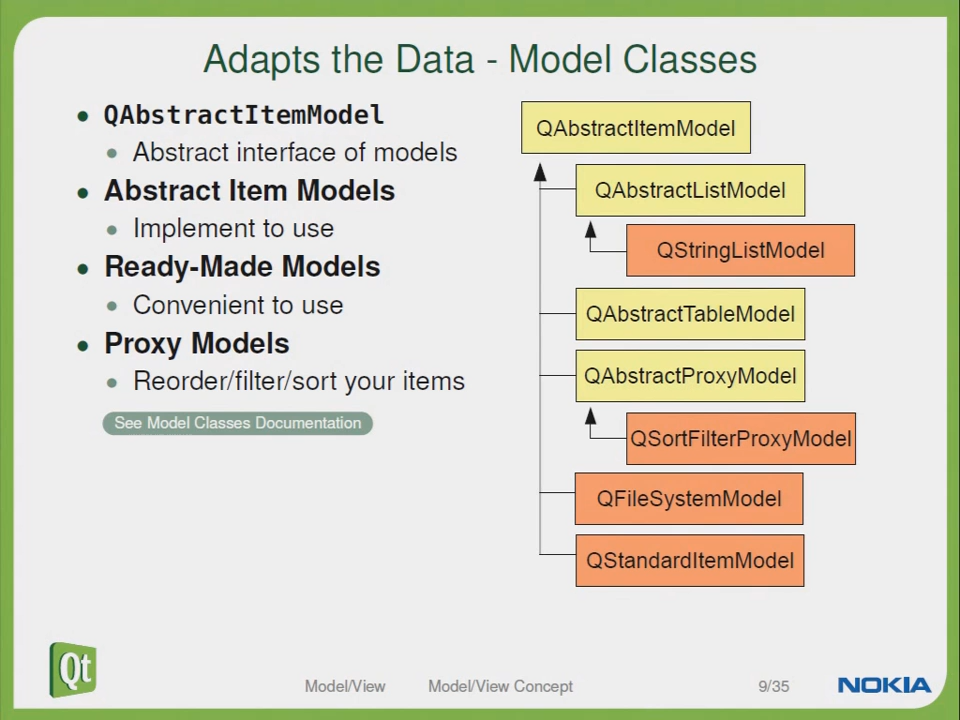 Adapts the Data - Model Classes
QAbstractItemModel
Abstract interface of models
Abstract Item Models
Implement to use
Ready-Made Models
Convenient to use
Proxy Models
Reorder/filter/sort your items
See Model Classes Documentation
QAbstractItemModel
QAbstractListModel
QStringListModel
QAbstractTableModel
QAbstractProxyModel
QSortFilterProxyModel
QFileSystemModel
QStandardItemModel
Qt
Model/View Model/View Concept 9/35
NOKIA